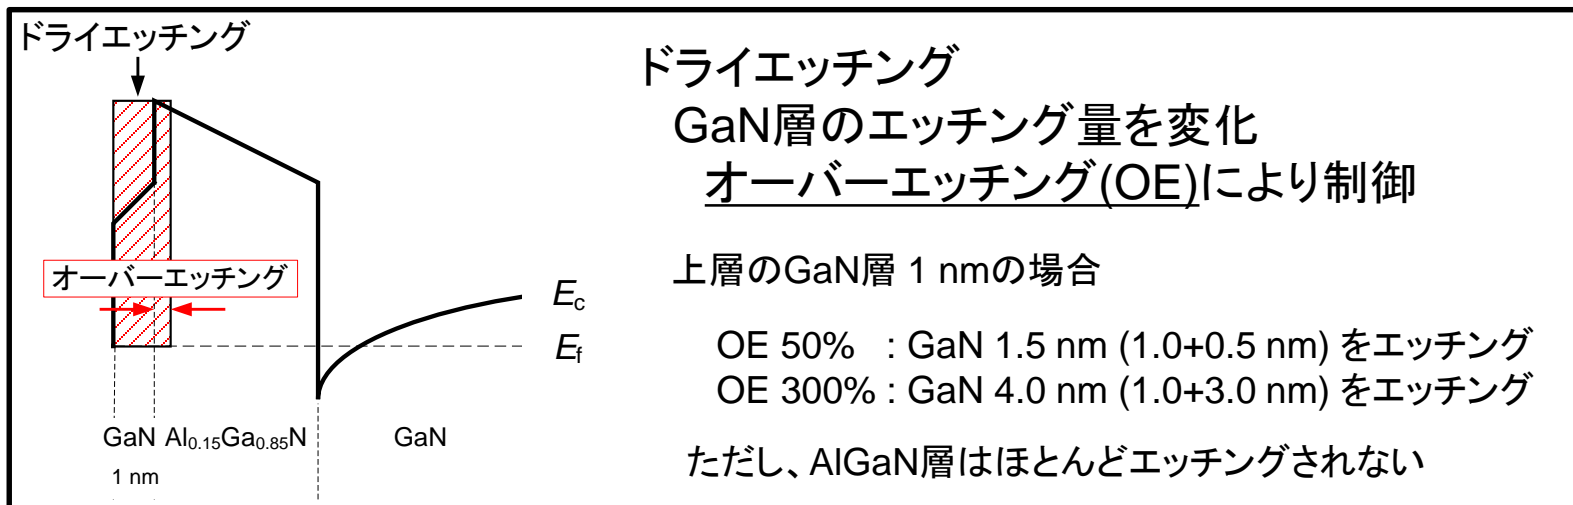 ドライエッチング
オーバーエッチング
Ec
Ef
GaN Al0.15Ga0.85N GaN
1 nm
ドライエッチング
GaN層のエッチング量を変化
オーバーエッチング(OE)により制御
上層のGaN層 1 nmの場合
OE 50% : GaN 1.5 nm (1.0+0.5 nm) をエッチング
OE 300% : GaN 4.0 nm (1.0+3.0 nm) をエッチング
ただし、AlGaN層はほとんどエッチングされない